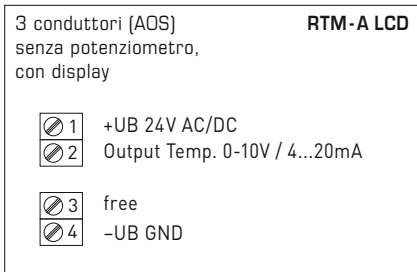 3 conduttori (AOS) RTM-A LCD
senza potenziometro,
con display
1 +UB 24V AC/DC
2 Output Temp. 0-10V / 4...20mA
3 free
4 –UB GND